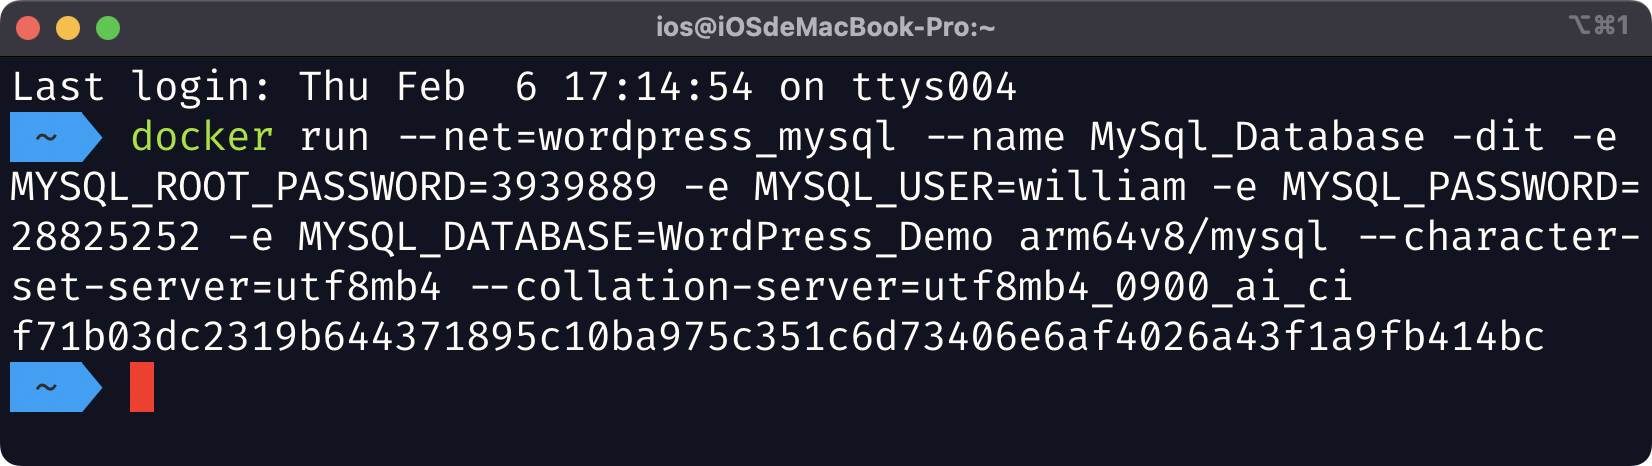 ios@iOSdeMacBook-Pro:~
⌥⌘1
Last login: Thu Feb  6 17:14:54 on ttys004
~ docker run --net=wordpress_mysql --name MySql_Database -dit -e
MYSQL_ROOT_PASSWORD=3939889 -e MYSQL_USER=william -e MYSQL_PASSWORD=
28825252 -e MYSQL_DATABASE=WordPress_Demo arm64v8/mysql --character-
set-server=utf8mb4 --collation-server=utf8mb4_0900_ai_ci
f71b03dc2319b644371895c10ba975c351c6d73406e6af4026a43f1a9fb414bc
~